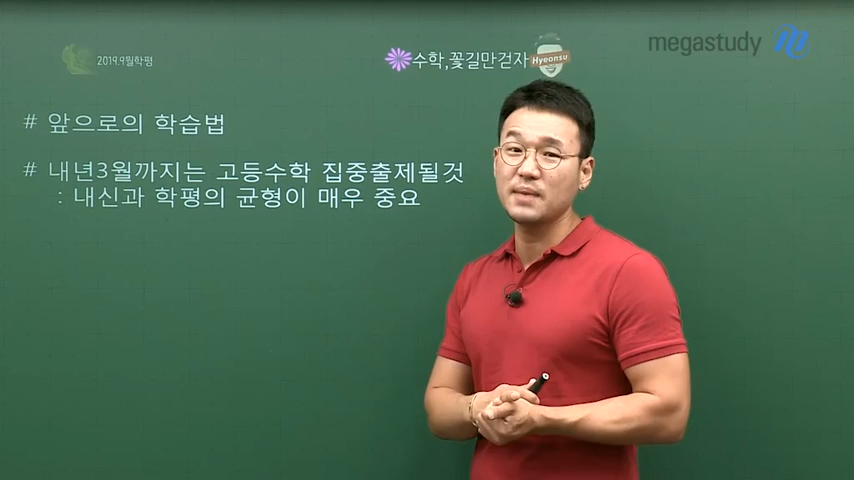 2019.9월학평
수학,꽃길만걷자
Hyeonsu
megastudy
# 앞으로의 학습법
# 내년3월까지는 고등수학 집중출제될것
: 내신과 학평의 균형이 매우 중요